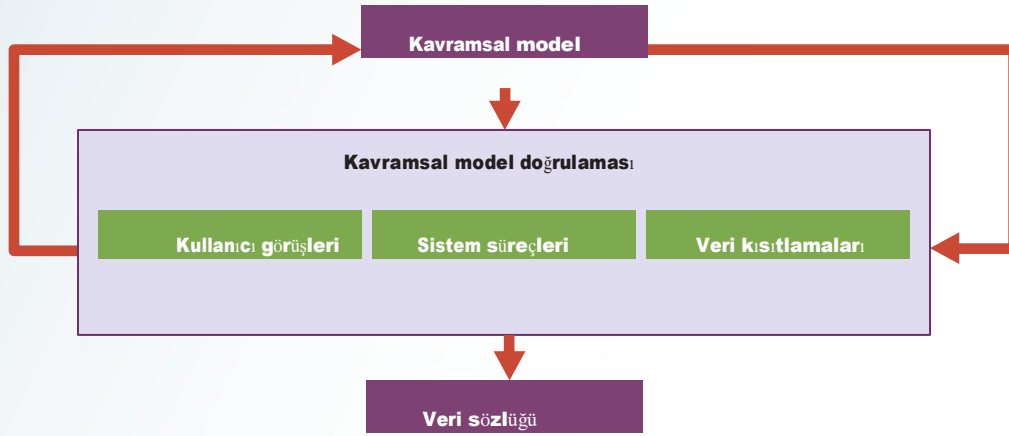 Kavramsal model
Kavramsal model doğrulaması
Kullanıcı görüşleri
Sistem süreçleri
Veri kısıtlamaları
Veri sözlüğü